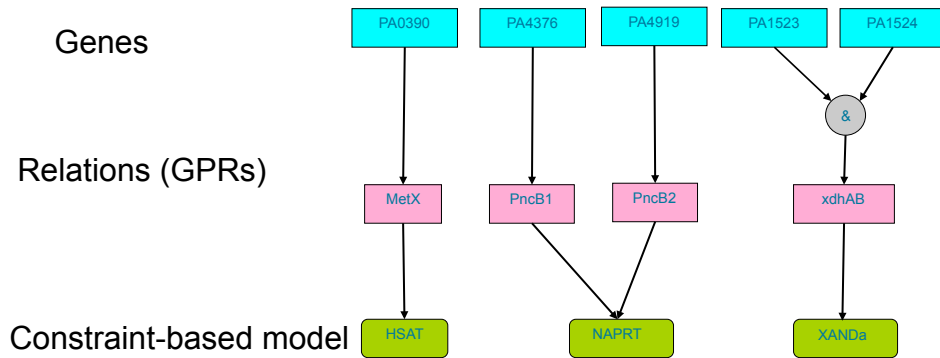 Genes
PA0390
PA4376
PA4919
PA1523
PA1524
&
Relations (GPRs)
MetX
PncB1
PncB2
xdhAB
Constraint-based model
HSAT
NAPRT
XANDa